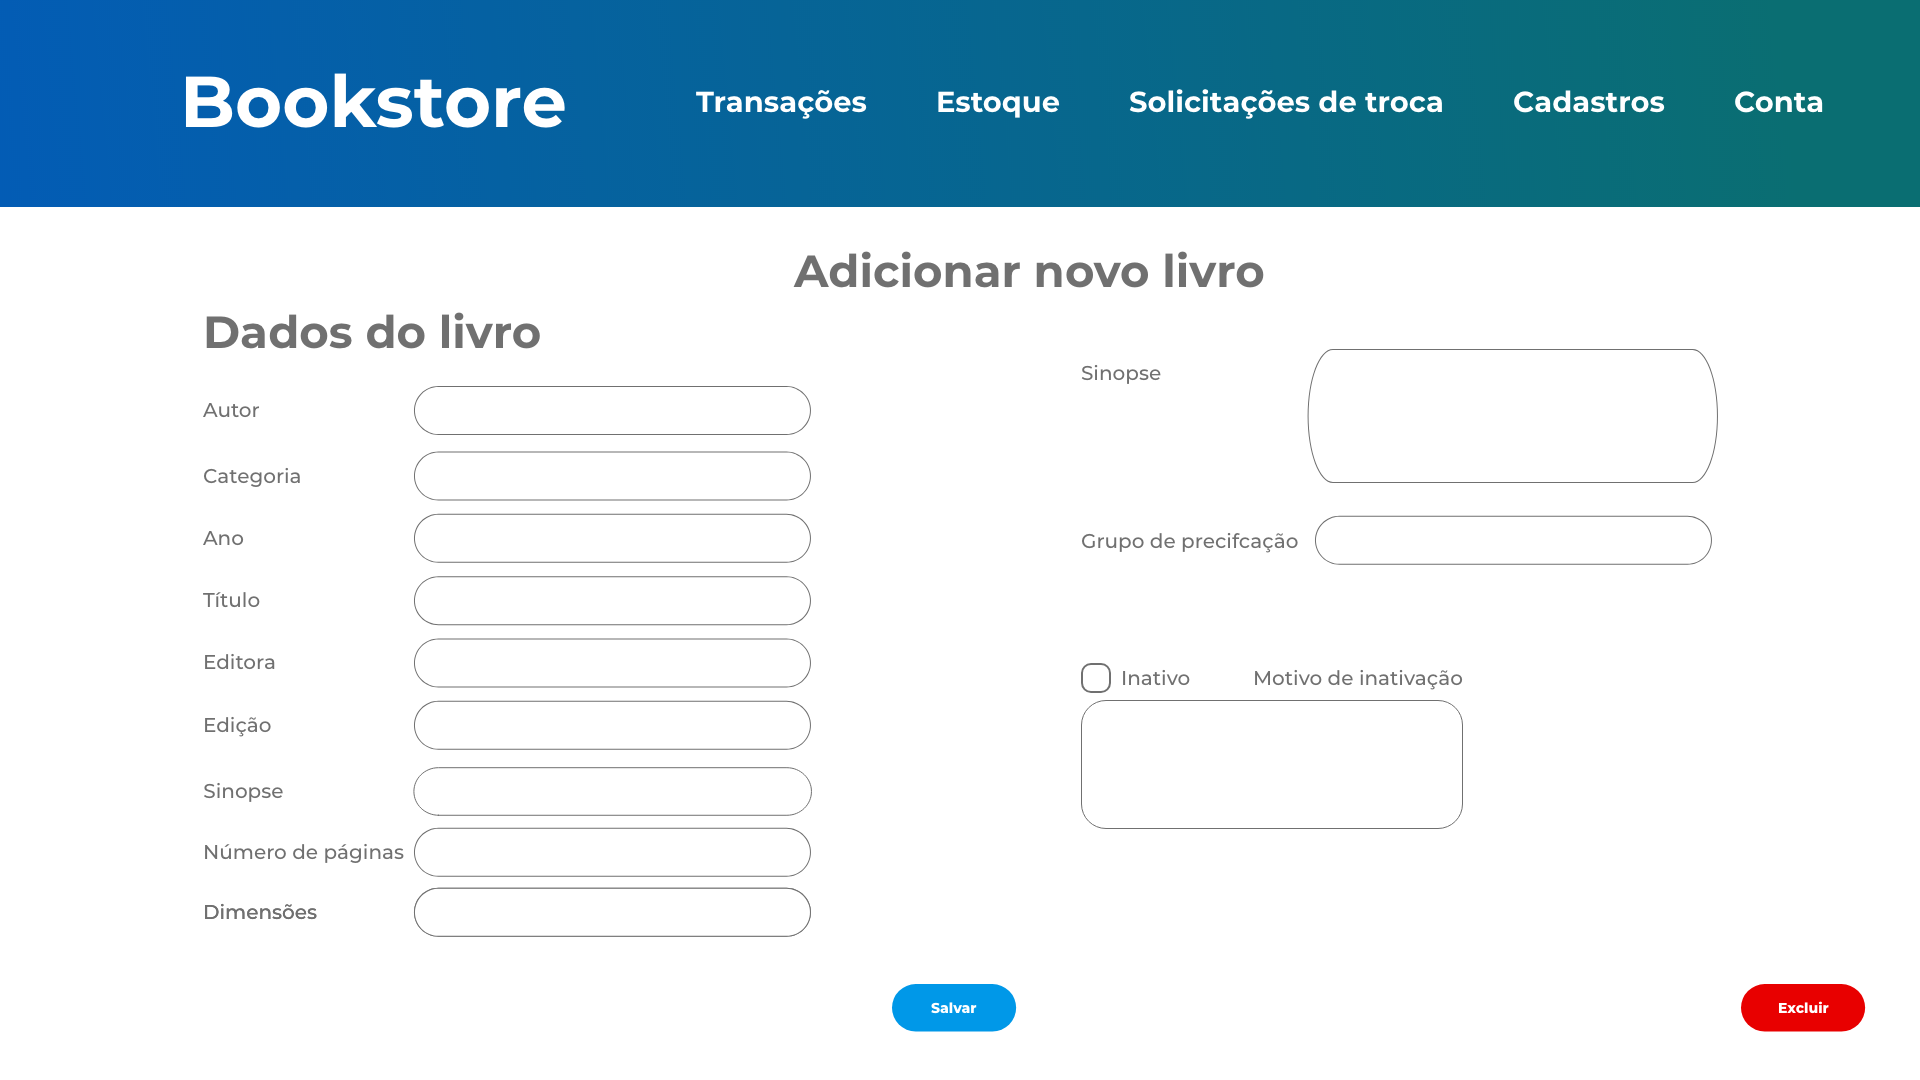 Bookstore
Transações
Estoque
Solicitações de troca
Cadastros
Conta
Adicionar novo livro
Dados do livro
Autor
Categoria
Ano
Título
Editora
Edição
Sinopse
Número de páginas
Dimensões
Sinopse
Grupo de precifcação
Inativo
Motivo de inativação
Salvar
Excluir